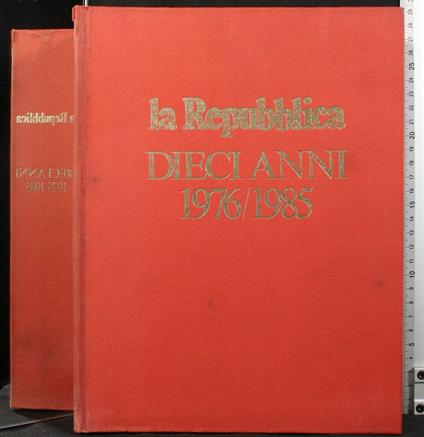 la Repubblica
DIECI ANNI
1976/1985
la Repubblica
DIECI ANNI
1976/1985